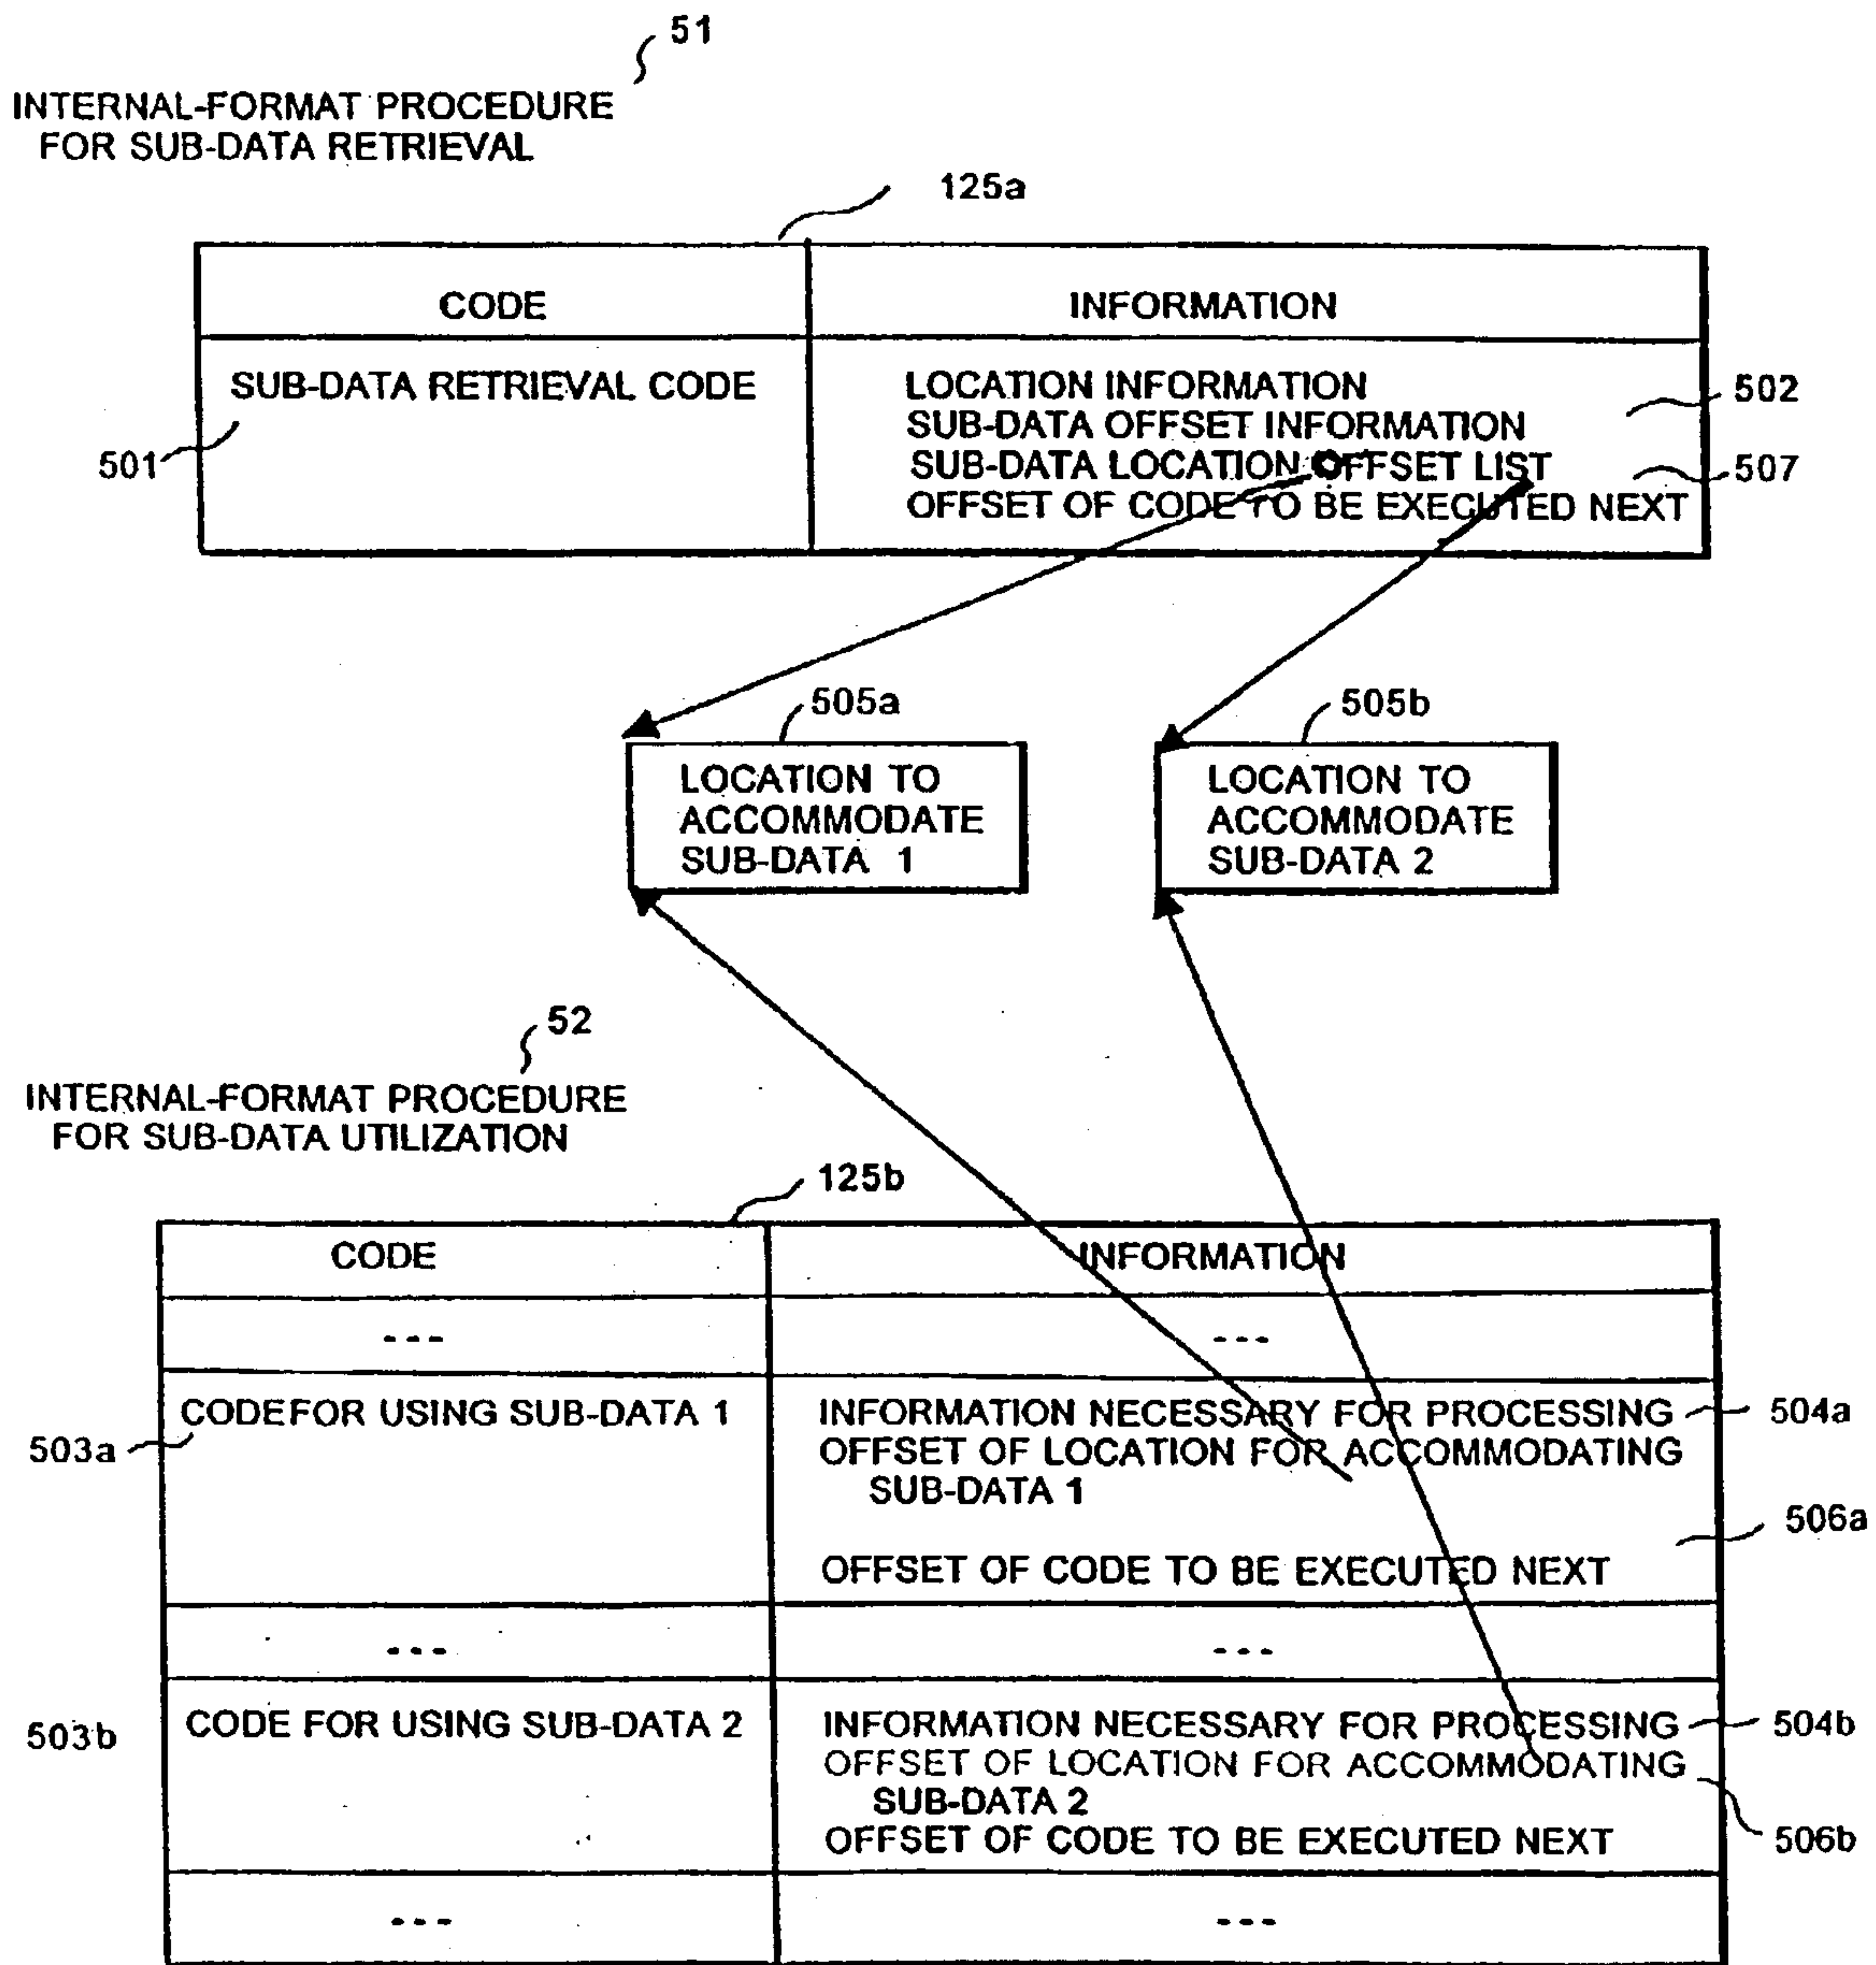 51
INTERNAL-FORMAT PROCEDURE
FOR SUB-DATA RETRIEVAL
125a
CODE
INFORMATION
SUB-DATA RETRIEVAL CODE
501
LOCATION INFORMATION
SUB-DATA OFFSET INFORMATION
SUB-DATA LOCATION OFFSET LIST
OFFSET OF CODE TO BE EXECUTED NEXT
502
507
505a
LOCATION TO
ACCOMMODATE
SUB-DATA 1
505b
LOCATION TO
ACCOMMODATE
SUB-DATA 2
52
INTERNAL-FORMAT PROCEDURE
FOR SUB-DATA UTILIZATION
125b
CODE
INFORMATION
---
---
CODEFOR USING SUB-DATA 1
503a
INFORMATION NECESSARY FOR PROCESSING
OFFSET OF LOCATION FOR ACCOMMODATING
SUB-DATA 1
OFFSET OF CODE TO BE EXECUTED NEXT
504a
506a
---
---
503b
CODE FOR USING SUB-DATA 2
INFORMATION NECESSARY FOR PROCESSING
OFFSET OF LOCATION FOR ACCOMMODATING
SUB-DATA 2
OFFSET OF CODE TO BE EXECUTED NEXT
504b
506b
---
---